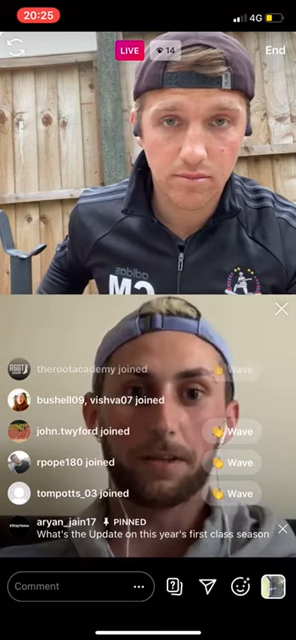 20:25
4G
LIVE
14
End
adidas
CM
therootacademy joined
Wave
bushell09, vishva07 joined
john.twyford joined
Wave
rpope180 joined
Wave
tompotts_03 joined
Wave
aryan_jain17 PINNED
What's the Update on this year's first class season
Comment